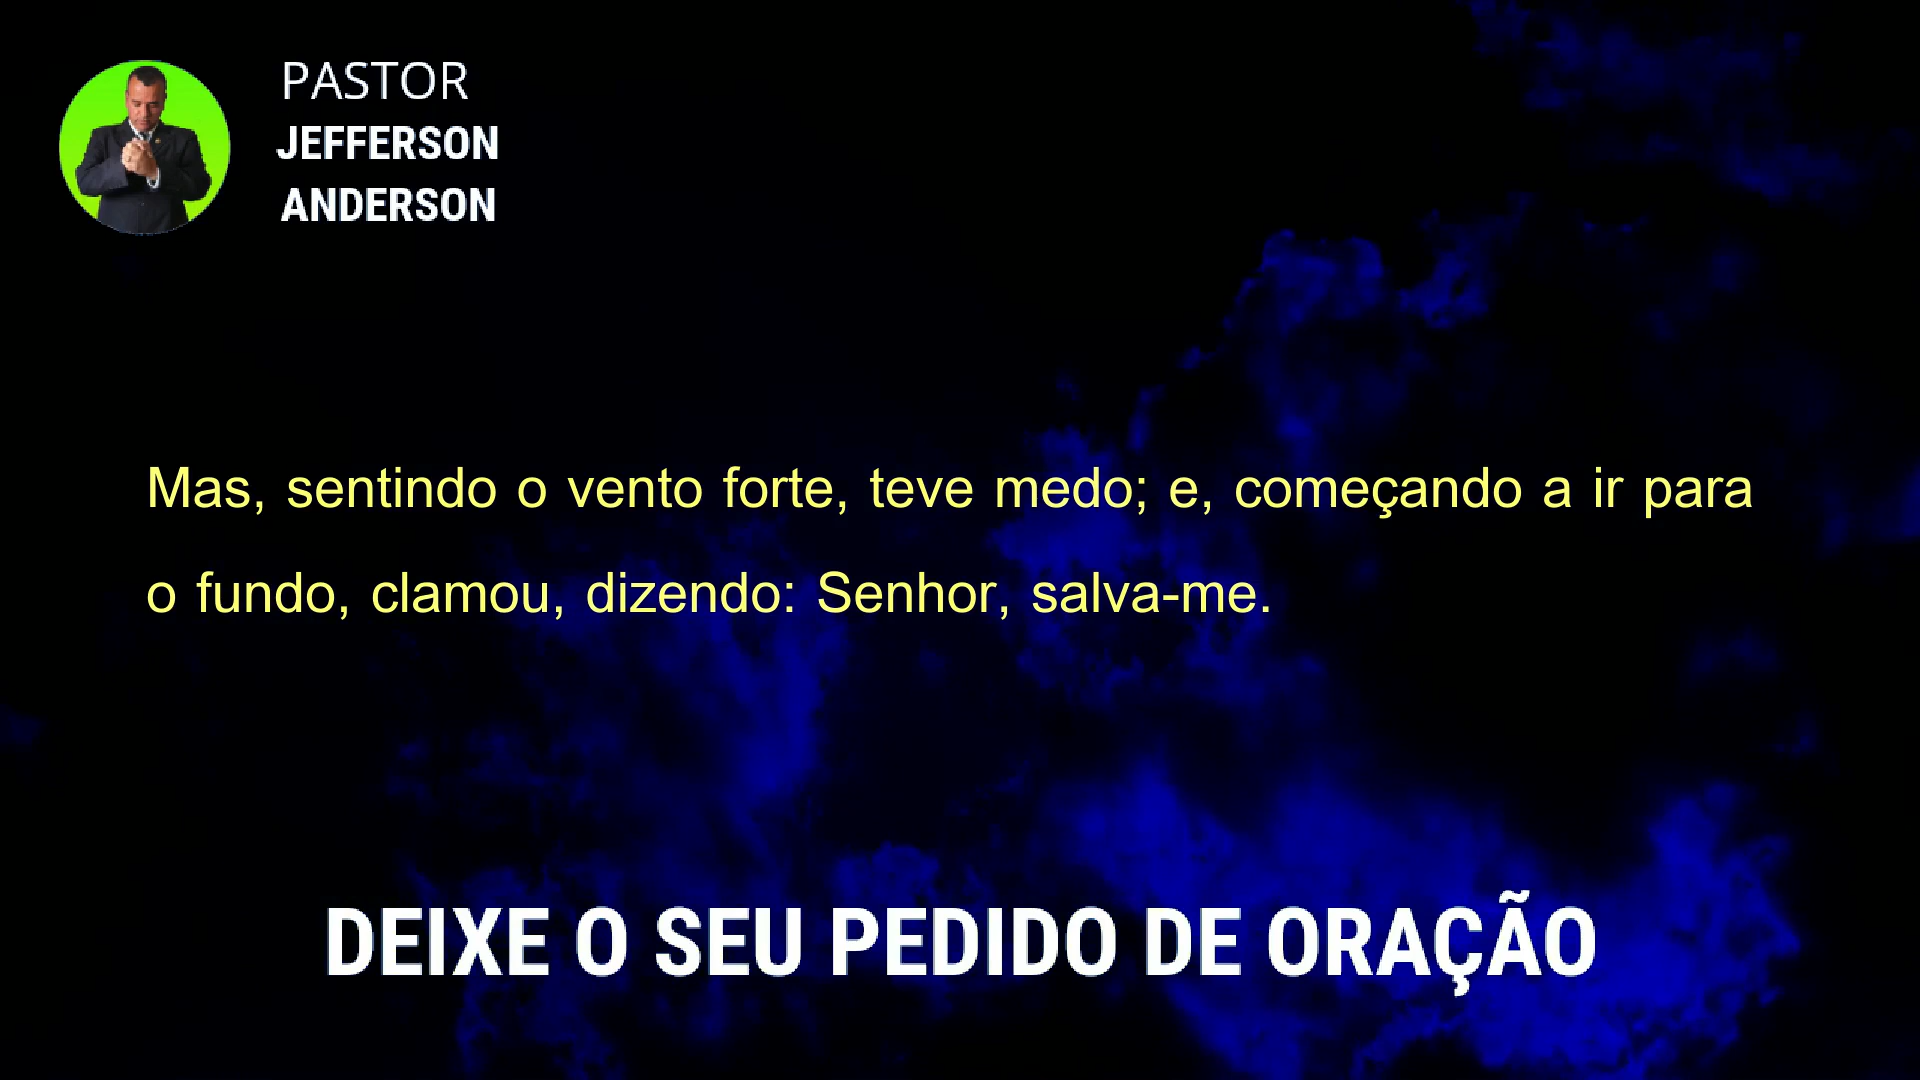 PASTOR
JEFFERSON
ANDERSON
Mas, sentindo o vento forte, teve medo; e, começando a ir para
o fundo, clamou, dizendo: Senhor, salva-me.
DEIXE O SEU PEDIDO DE ORAÇÃO